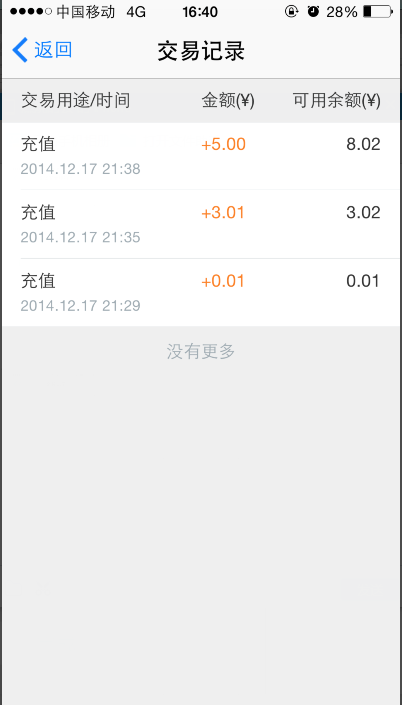 中国移动 4G 16:40 28%
返回 交易记录
交易用途/时间 金额(¥) 可用余额(¥)
充值 +5.00 8.02
2014.12.17 21:38
充值 +3.01 3.02
2014.12.17 21:35
充值 +0.01 0.01
2014.12.17 21:29
没有更多